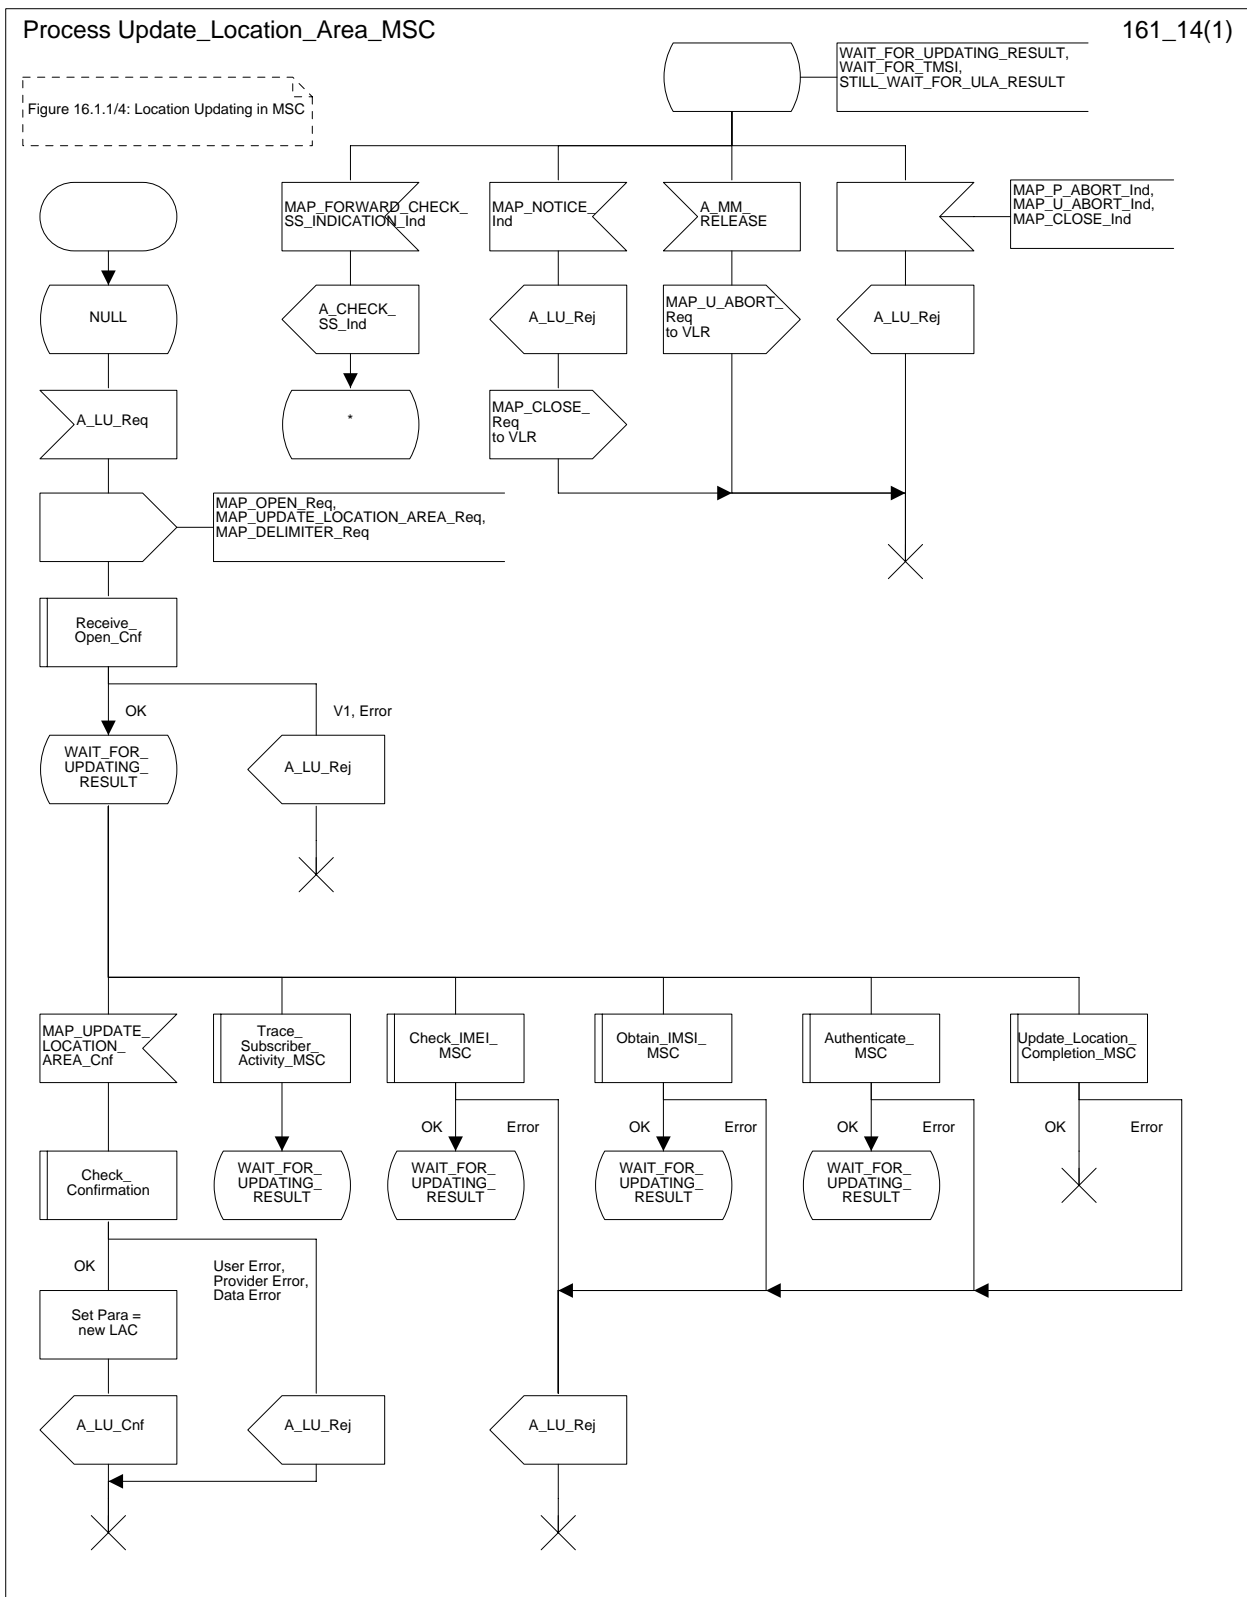 Process Update_Location_Area_MSC
161_14(1)
Figure 16.1.1/4: Location Updating in MSC
WAIT_FOR_UPDATING_RESULT,
WAIT_FOR_TMSI,
STILL_WAIT_FOR_ULA_RESULT
MAP_FORWARD_CHECK_
SS_INDICATION_Ind
MAP_NOTICE_
Ind
A_MM_
RELEASE
MAP_P_ABORT_Ind,
MAP_U_ABORT_Ind,
MAP_CLOSE_Ind
NULL
A_CHECK_
SS_Ind
A_LU_Rej
MAP_U_ABORT_
Req
to VLR
A_LU_Rej
A_LU_Req
*
MAP_CLOSE_
Req
to VLR
MAP_OPEN_Req,
MAP_UPDATE_LOCATION_AREA_Req,
MAP_DELIMITER_Req
Receive_
Open_Cnf
OK
V1, Error
WAIT_FOR_
UPDATING_
RESULT
A_LU_Rej
MAP_UPDATE_
LOCATION_
AREA_Cnf
Trace_
Subscriber_
Activity_MSC
Check_IMEI_
MSC
Obtain_IMSI_
MSC
Authenticate_
MSC
Update_Location_
Completion_MSC
OK
Error
OK
Error
OK
Error
OK
Error
Check_
Confirmation
WAIT_FOR_
UPDATING_
RESULT
WAIT_FOR_
UPDATING_
RESULT
WAIT_FOR_
UPDATING_
RESULT
WAIT_FOR_
UPDATING_
RESULT
OK
User Error,
Provider Error,
Data Error
Set Para =
new LAC
A_LU_Cnf
A_LU_Rej
A_LU_Rej